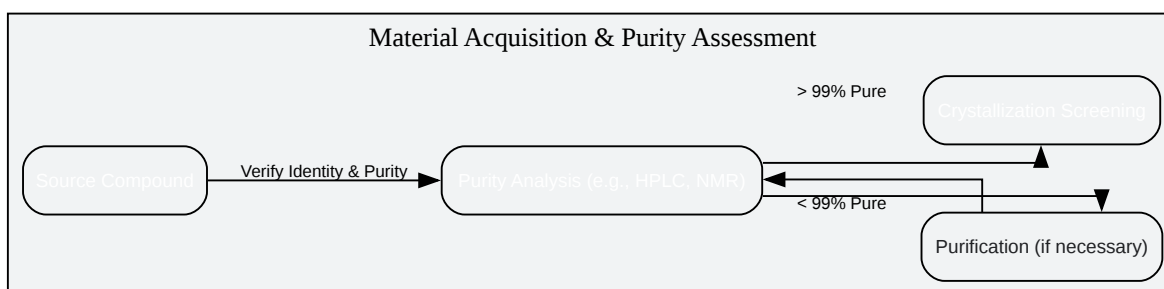 Material Acquisition & Purity Assessment
> 99% Pure
Crystallization Screening
Source Compound
Verify Identity & Purity
Purity Analysis (e.g., HPLC, NMR)
< 99% Pure
Purification (if necessary)